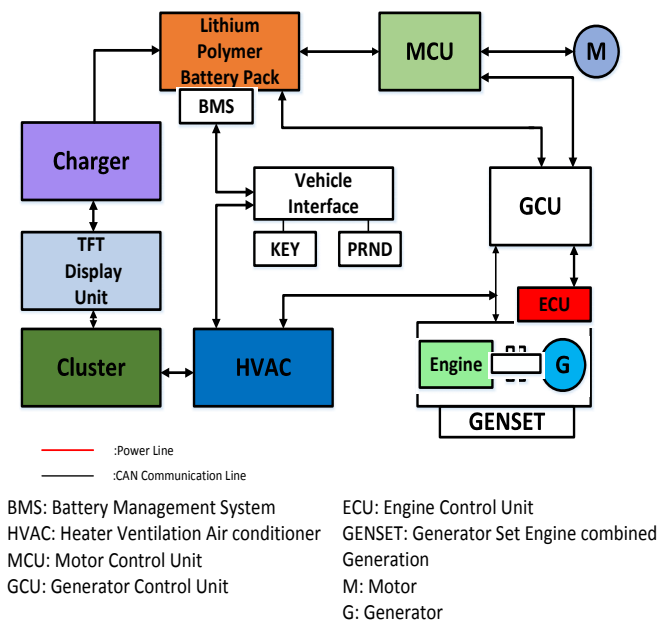 Lithium
Polymer
Battery Pack
BMS
MCU
M
Charger
Vehicle
Interface
KEY
PRND
GCU
TFT
Display
Unit
ECU
Cluster
HVAC
Engine
G
GENSET
:Power Line
:CAN Communication Line
BMS: Battery Management System
HVAC: Heater Ventilation Air conditioner
MCU: Motor Control Unit
GCU: Generator Control Unit
ECU: Engine Control Unit
GENSET: Generator Set Engine combined
Generation
M: Motor
G: Generator